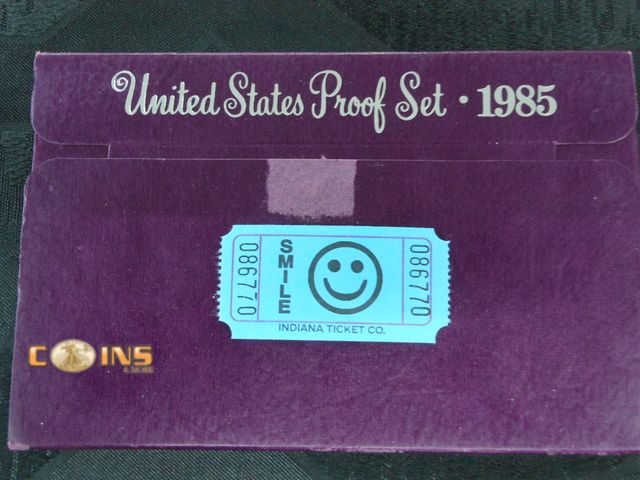 United States Proof Set · 1985
086770
SMILE
086770
INDIANA TICKET CO.
COINS